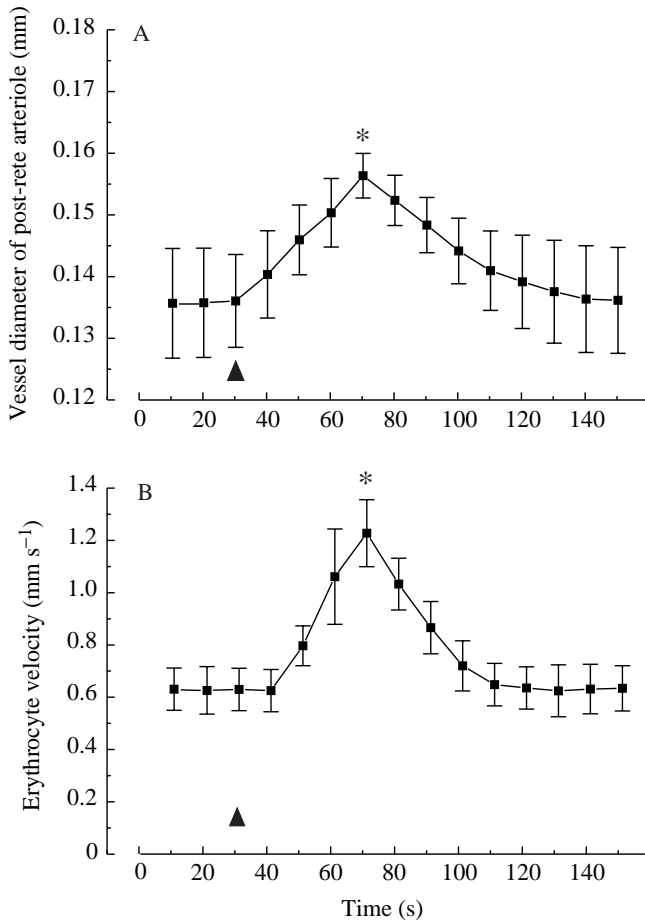 A
Vessel diameter of post-rete arteriole (mm)
0.18
0.17
0.16
0.15
0.14
0.13
0.12
*
0 20 40 60 80 100 120 140
B
Erythrocyte velocity (mm s⁻¹)
1.4
1.2
1.0
0.8
0.6
0.4
0.2
0
*
0 20 40 60 80 100 120 140
Time (s)